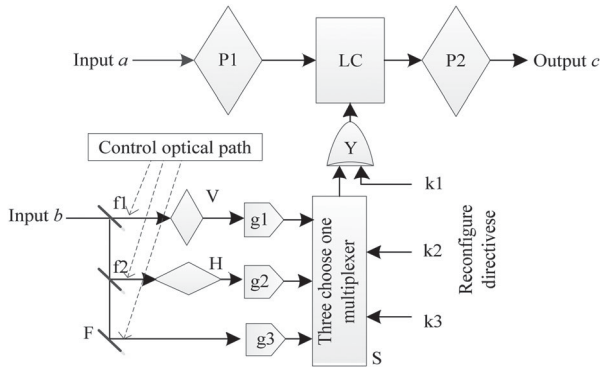 Input a
P1
LC
P2
Output c
Y
Control optical path
k1
f1
V
Input b
g1
f2
H
g2
F
g3
Three choose one
multiplexer
S
k2
k3
Reconfigure
directivese